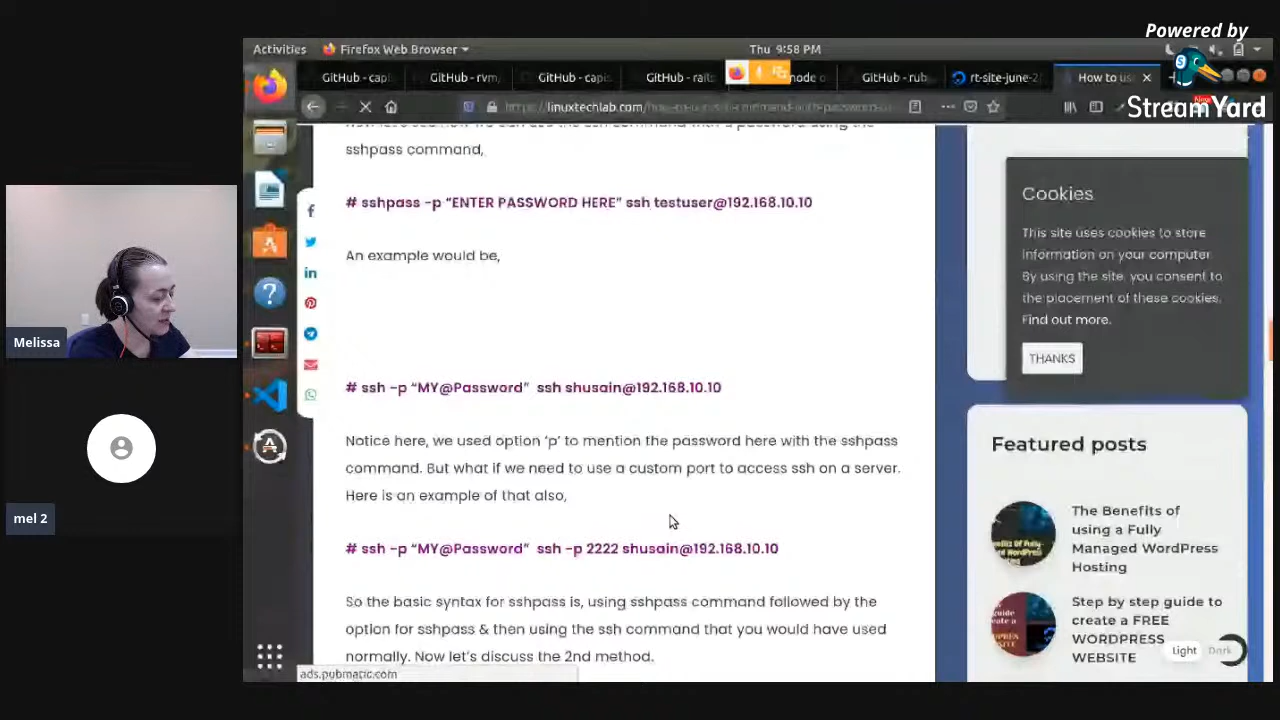 Powered by
StreamYard
Activities
Firefox Web Browser
Thu 9:58 PM
GitHub - capi
GitHub - rvm,
GitHub - capis
GitHub - rails
node o
GitHub - rub
rt-site-june-2
How to us
https://linuxtechlab.com/
sshpass command,
# sshpass -p “ENTER PASSWORD HERE” ssh testuser@192.168.10.10
An example would be,
# ssh -p “MY@Password” ssh shusain@192.168.10.10
Notice here, we used option ‘p’ to mention the password here with the sshpass
command. But what if we need to use a custom port to access ssh on a server.
Here is an example of that also,
# ssh -p “MY@Password” ssh -p 2222 shusain@192.168.10.10
So the basic syntax for sshpass is, using sshpass command followed by the
option for sshpass & then using the ssh command that you would have used
normally. Now let’s discuss the 2nd method.
ads.pubmatic.com
Cookies
This site uses cookies to store
information on your computer.
By using the site, you consent to
the placement of these cookies.
Find out more.
THANKS
Featured posts
The Benefits of
using a Fully
Managed WordPress
Hosting
Step by step guide to
create a FREE
WORDPRESS
WEBSITE
Light
Dark
Melissa
mel 2